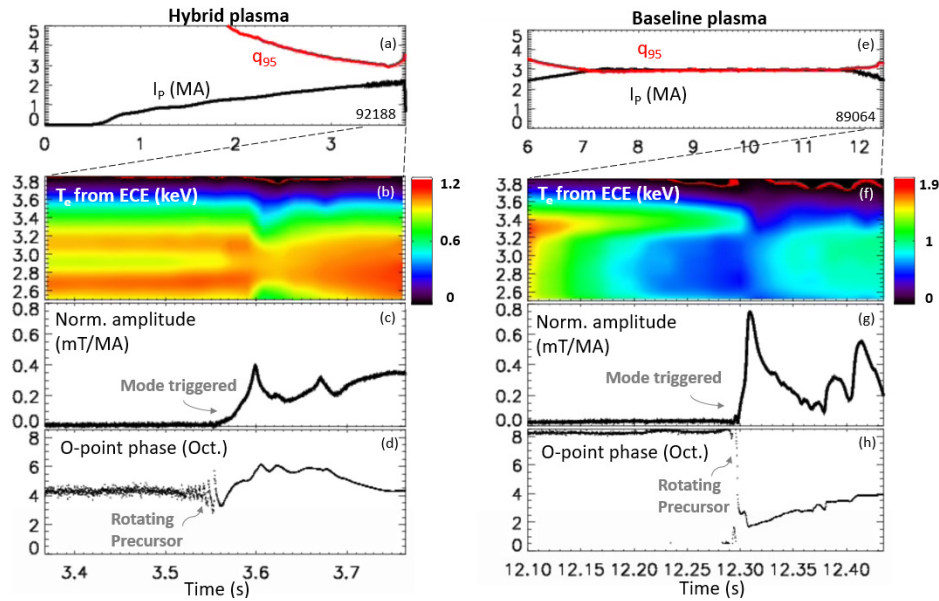 Hybrid plasma
5
4
3
2
1
0
(a)
q95
IP (MA)
92188
0 1 2 3
3.8
3.6
3.4
3.2
3.0
2.8
2.6
Te from ECE (keV)
(b)
1.2
0.6
0
0.8
0.6
0.4
0.2
0.0
Norm. amplitude
(mT/MA)
(c)
Mode triggered
8
6
4
2
0
O-point phase (Oct.)
(d)
Rotating
Precursor
3.4 3.5 3.6 3.7
Time (s)
Baseline plasma
5
4
3
2
1
0
(e)
q95
IP (MA)
89064
6 7 8 9 10 11 12
3.8
3.6
3.4
3.2
3.0
2.8
2.6
Te from ECE (keV)
(f)
1.9
1
0
0.8
0.6
0.4
0.2
0.0
Norm. amplitude
(mT/MA)
(g)
Mode triggered
8
6
4
2
0
O-point phase (Oct.)
(h)
Rotating
Precursor
12.10 12.20 12.30 12.40 12.40
Time (s)